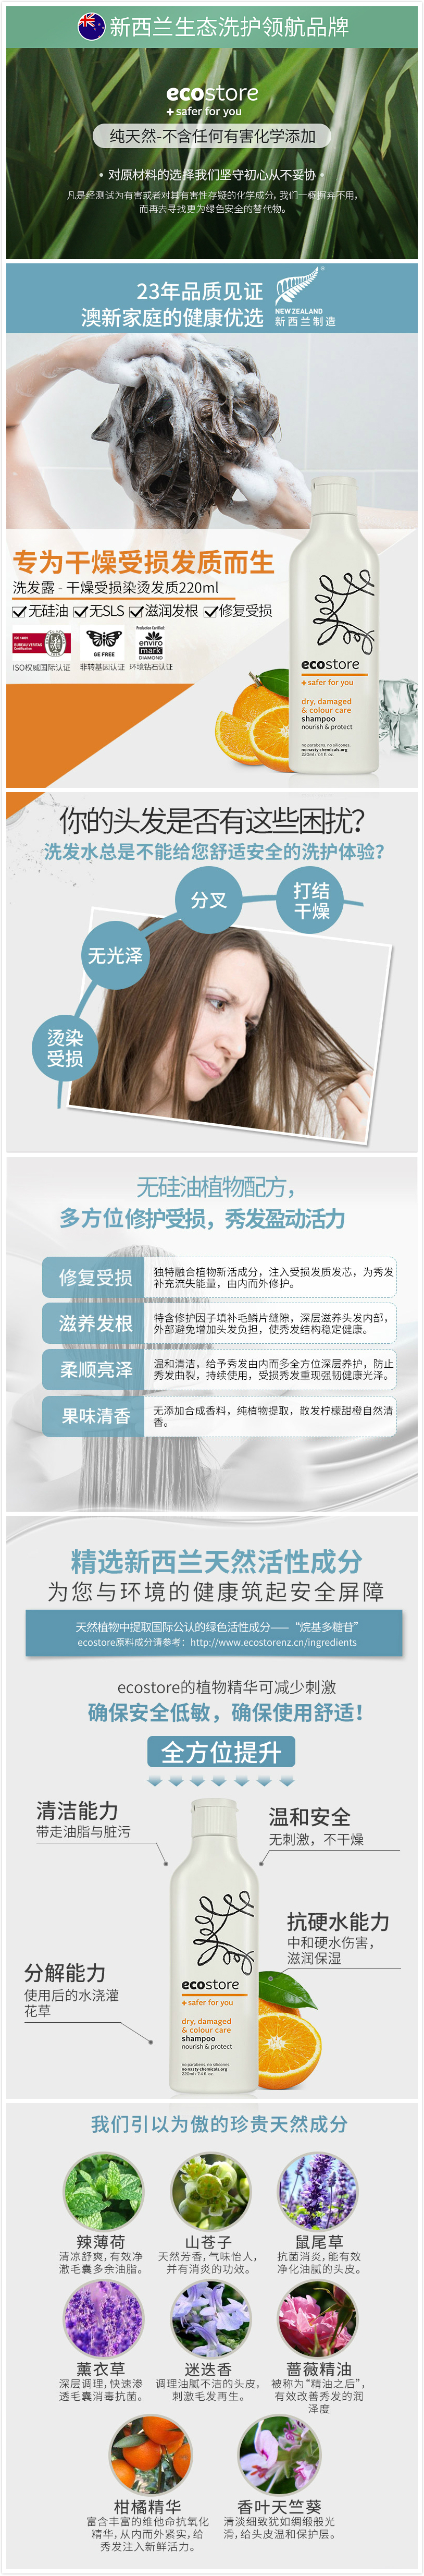 新西兰生态洗护领航品牌
ecostore
+ safer for you
纯天然-不含任何有害化学添加
• 对原材料的选择我们坚守初心从不妥协 •
凡是经测试为有害或者对其有害性存疑的化学成分, 我们一概摒弃不用,
而再去寻找更为绿色安全的替代物。
23年品质见证
澳新家庭的健康优选
NEW ZEALAND
新西兰制造
专为干燥受损发质而生
洗发露 - 干燥受损染烫发质220ml
无硅油 无SLS 滋润发根 修复受损
ISO 14001
BUREAU VERITAS
Certification
GE FREE
Production Certified
enviro
mark
DIAMOND
ISO权威国际认证 非转基因认证 环境钻石认证
ecostore
+ safer for you
dry, damaged
& colour care
shampoo
nourish & protect
no parabens. no silicones.
no nasty chemicals.org
220ml ℮ 7.4 fl. oz.
你的头发是否有这些困扰?
洗发水总是不能给您舒适安全的洗护体验?
打结
干燥
分叉
无光泽
烫染
受损
无硅油植物配方,
多方位修护受损, 秀发盈动活力
修复受损
独特融合植物新活成分, 注入受损发质发芯, 为秀发
补充流失能量, 由内而外修护。
滋养发根
特含修护因子填补毛鳞片缝隙, 深层滋养头发内部,
外部避免增加头发负担, 使秀发结构稳定健康。
柔顺亮泽
温和清洁, 给予秀发由内而多全方位深层养护, 防止
秀发曲裂, 持续使用, 受损秀发重现强韧健康光泽。
果味清香
无添加合成香料, 纯植物提取, 散发柠檬甜橙自然清
香。
精选新西兰天然活性成分
为您与环境的健康筑起安全屏障
天然植物中提取国际公认的绿色活性成分——“烷基多糖苷”
ecostore原料成分请参考: http://www.ecostorenz.cn/ingredients
ecostore的植物精华可减少刺激
确保安全低敏, 确保使用舒适!
全方位提升
清洁能力
带走油脂与脏污
温和安全
无刺激, 不干燥
抗硬水能力
中和硬水伤害,
滋润保湿
分解能力
使用后的水浇灌
花草
ecostore
+ safer for you
dry, damaged
& colour care
shampoo
nourish & protect
no parabens. no silicones.
no nasty chemicals.org
220ml ℮ 7.4 fl. oz.
我们引以为傲的珍贵天然成分
辣薄荷
清凉舒爽, 有效净
澈毛囊多余油脂。
山苍子
天然芳香, 气味怡人,
并有消炎的功效。
鼠尾草
抗菌消炎, 能有效
净化油腻的头皮。
薰衣草
深层调理, 快速渗
透毛囊消毒抗菌。
迷迭香
调理油腻不洁的头皮,
刺激毛发再生。
蔷薇精油
被称为“精油之后”,
有效改善秀发的润
泽度
柑橘精华
富含丰富的维他命抗氧化
精华, 从内而外紧实, 给
秀发注入新鲜活力。
香叶天竺葵
清淡细致犹如绸缎般光
滑, 给头皮温和保护层。